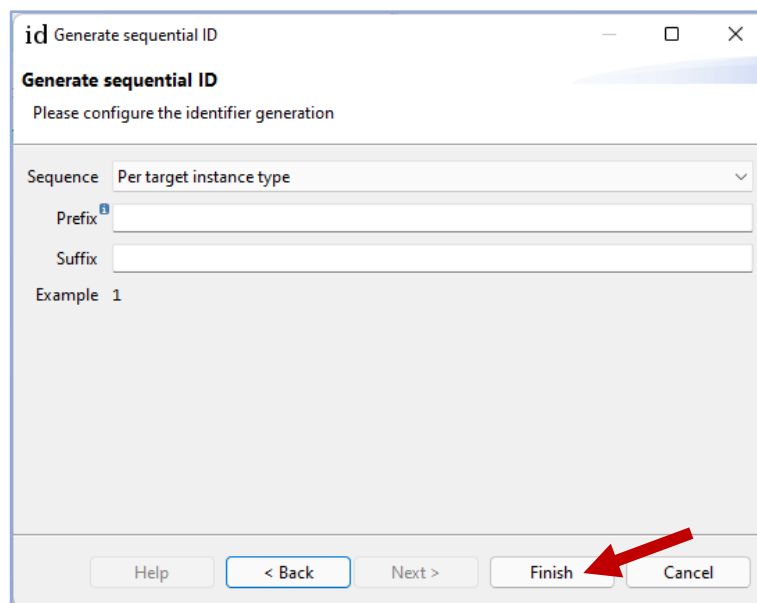 id Generate sequential ID
Generate sequential ID
Please configure the identifier generation
Sequence Per target instance type
Prefix i
Suffix
Example 1
Help < Back Next > Finish Cancel